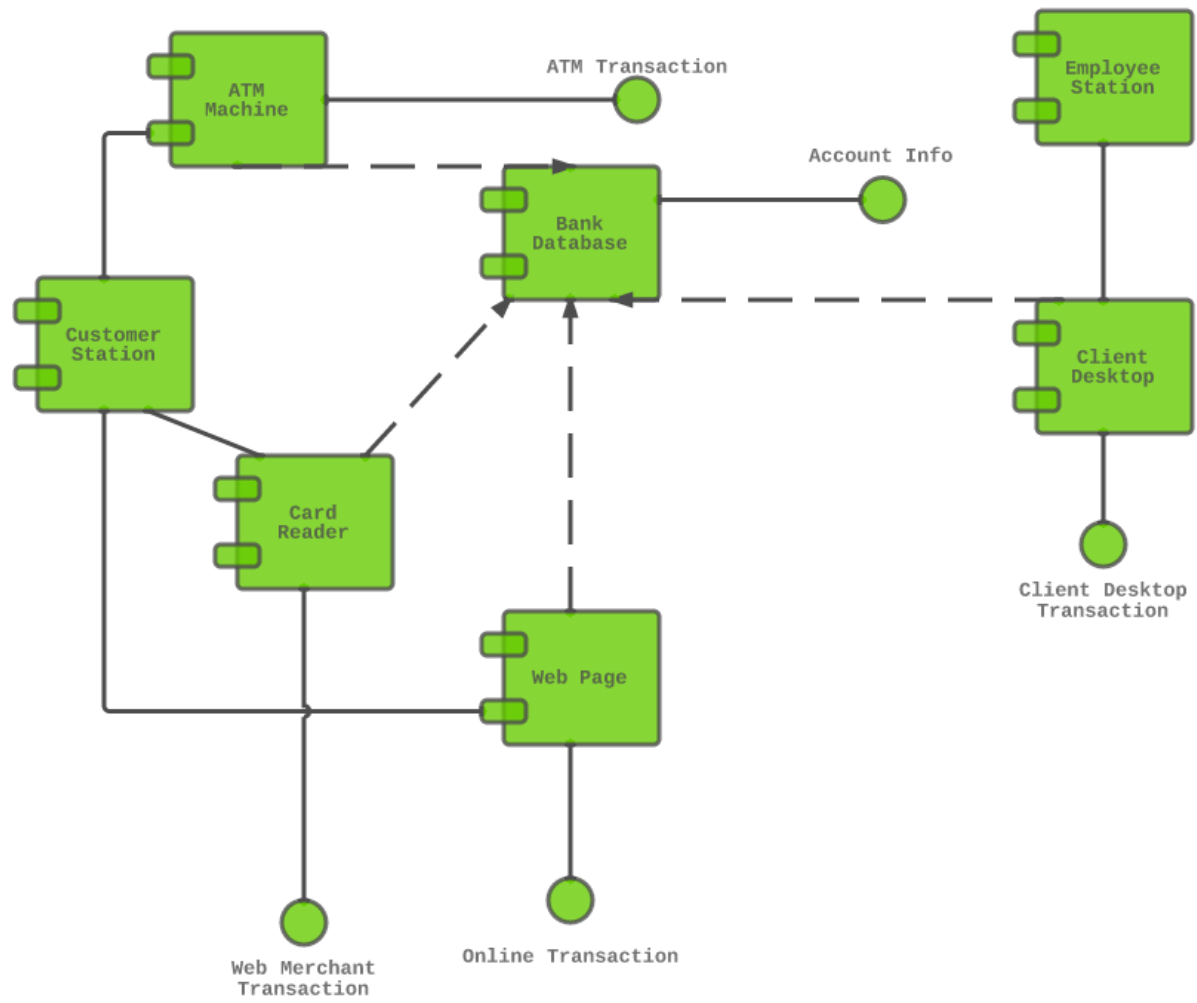 ATM Transaction
Employee
Station
ATM
Machine
Account Info
Bank
Database
Customer
Station
Client
Desktop
Card
Reader
Client Desktop
Transaction
Web Page
Online Transaction
Web Merchant
Transaction